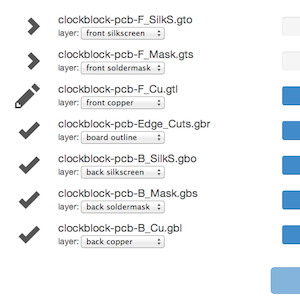 clockblock-pcb-F_SilkS.gto
layer: front silkscreen
clockblock-pcb-F_Mask.gts
layer: front soldermask
clockblock-pcb-F_Cu.gtl
layer: front copper
clockblock-pcb-Edge_Cuts.gbr
layer: board outline
clockblock-pcb-B_SilkS.gbo
layer: back silkscreen
clockblock-pcb-B_Mask.gbs
layer: back soldermask
clockblock-pcb-B_Cu.gbl
layer: back copper